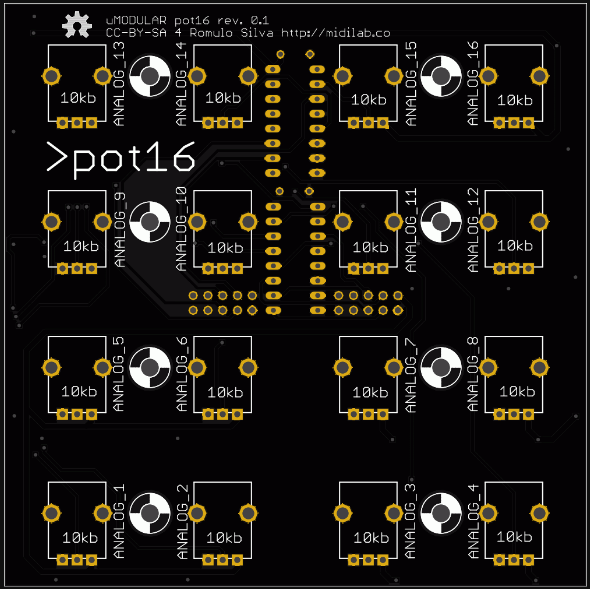 uMODULAR pot16 rev. 0.1
CC-BY-SA 4 Romulo Silva http://midilab.co
ANALOG_13
ANALOG_14
ANALOG_15
ANALOG_16
10kb
10kb
10kb
10kb
>pot16
ANALOG_9
ANALOG_10
ANALOG_11
ANALOG_12
10kb
10kb
10kb
10kb
ANALOG_5
ANALOG_6
ANALOG_7
ANALOG_8
10kb
10kb
10kb
10kb
ANALOG_1
ANALOG_2
ANALOG_3
ANALOG_4
10kb
10kb
10kb
10kb